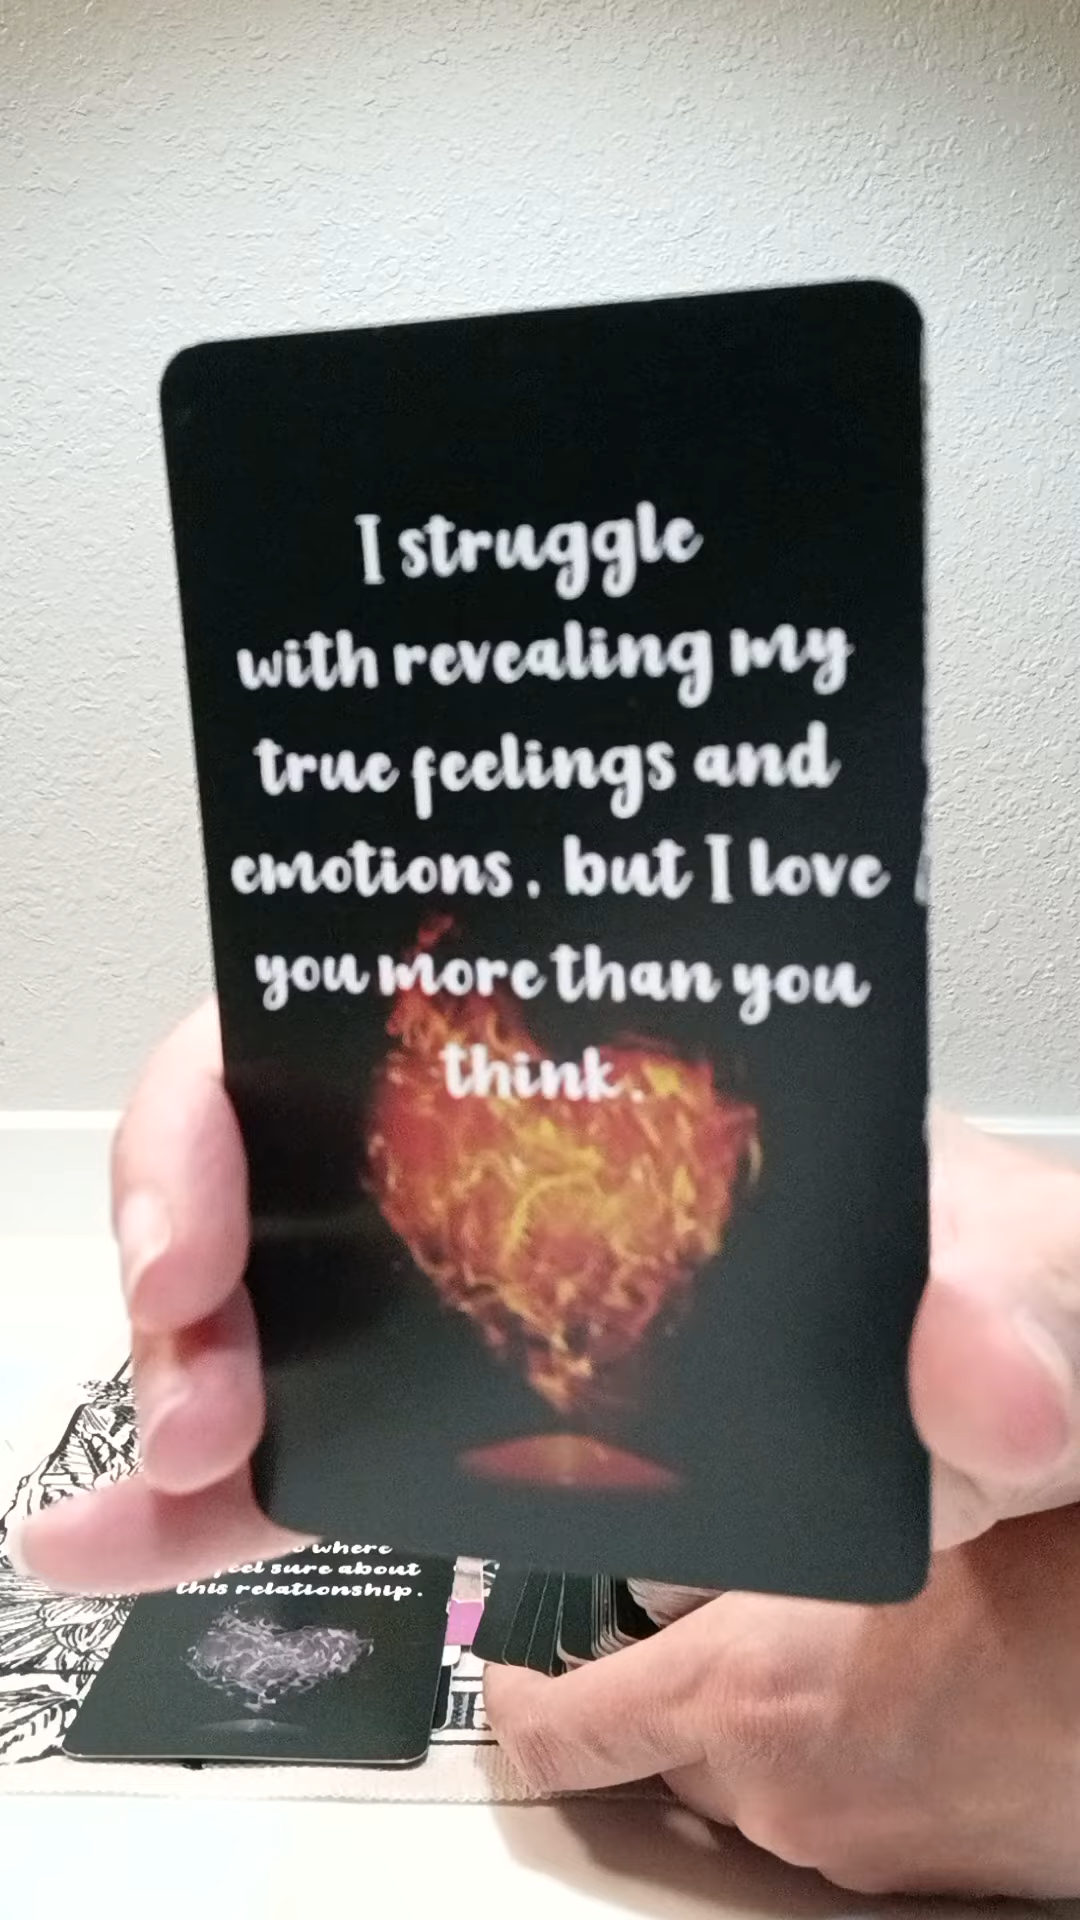 I struggle
with revealing my
true feelings and
emotions, but I love
you more than you
think.
where
feel sure about
this relationship.